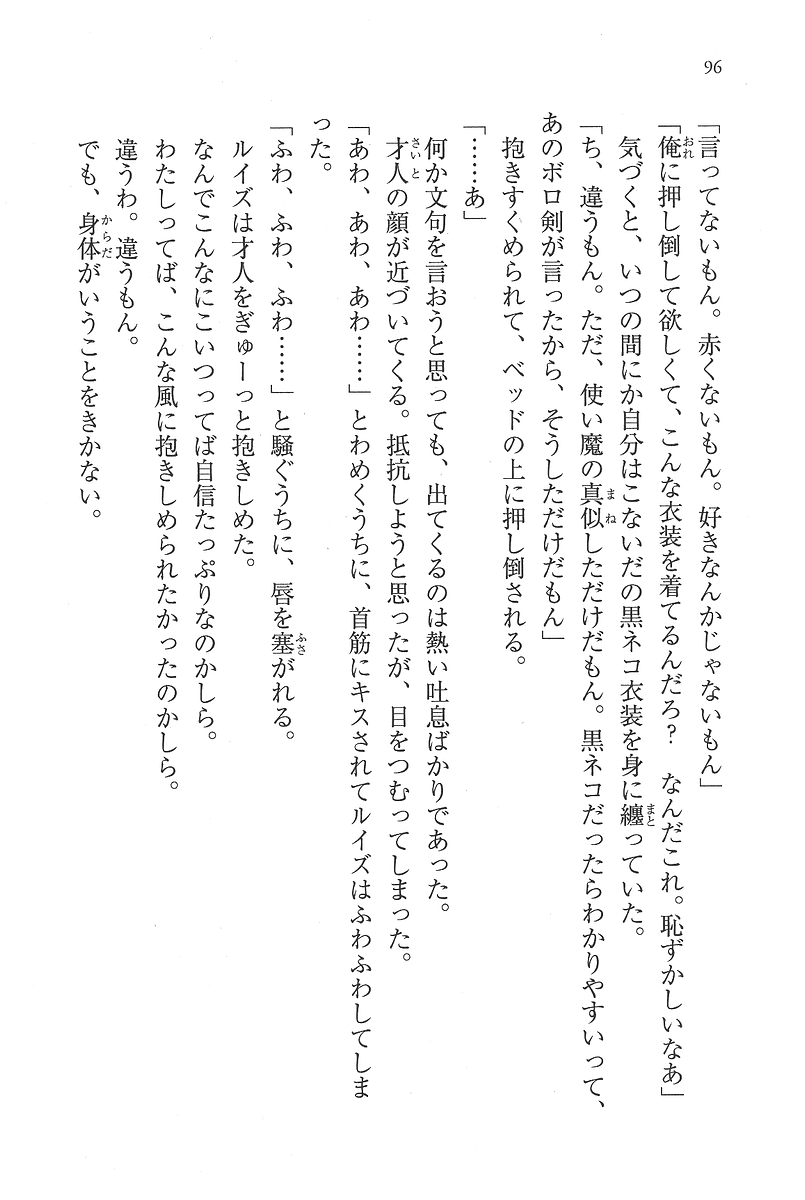 96
「言ってないもん。赤くないもん。好きなんかじゃないもん」
「俺に押し倒して欲しくて、こんな衣装を着てるんだろ？　なんだこれ。恥ずかしいなあ」
気づくと、いつの間にか自分はこないだの黒ネコ衣装を身に纏っていた。
「ち、違うもん。ただ、使い魔の真似しただけだもん。黒ネコだったらわかりやすいって、
あのボロ剣が言ったから、そうしただけだもん」
抱きすくめられて、ベッドの上に押し倒される。
「……あ」
何か文句を言おうと思っても、出てくるのは熱い吐息ばかりであった。
才人の顔が近づいてくる。抵抗しようと思ったが、目をつむってしまった。
「あわ、あわ、あわ……」とわめくうちに、首筋にキスされてルイズはふわふわしてしま
った。
「ふわ、ふわ、ふわ……」と騒ぐうちに、唇を塞がれる。
ルイズは才人をぎゅーっと抱きしめた。
なんでこんなにこいつってば自信たっぷりなのかしら。
わたしってば、こんな風に抱きしめられたかったのかしら。
違うわ。違うもん。
でも、身体がいうことをきかない。